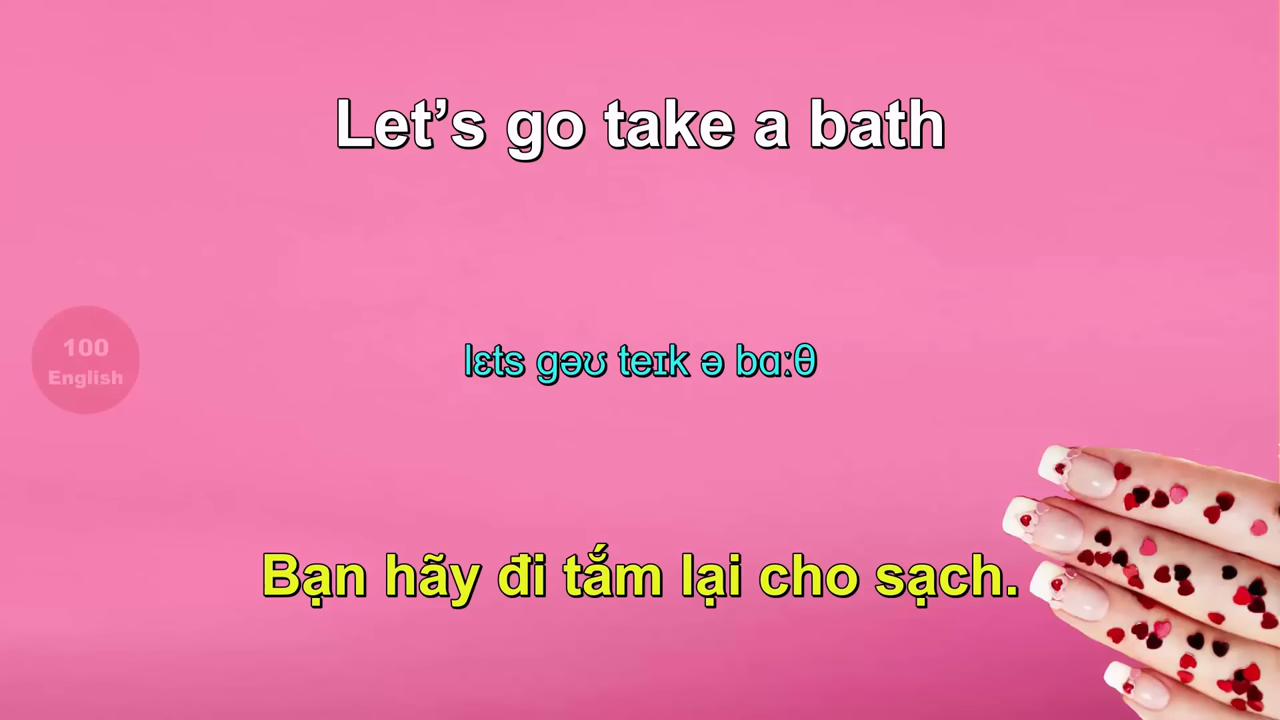 Let’s go take a bath
100
English
lɛts gəʊ teɪk ə bɑːθ
Bạn hãy đi tắm lại cho sạch.